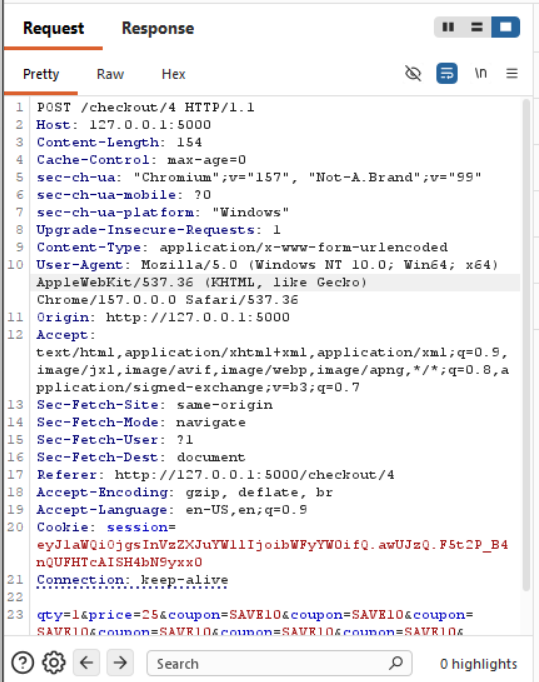 Request Response
Pretty Raw Hex \n
1 POST /checkout/4 HTTP/1.1
2 Host: 127.0.0.1:5000
3 Content-Length: 154
4 Cache-Control: max-age=0
5 sec-ch-ua: "Chromium";v="157", "Not-A.Brand";v="99"
6 sec-ch-ua-mobile: ?0
7 sec-ch-ua-platform: "Windows"
8 Upgrade-Insecure-Requests: 1
9 Content-Type: application/x-www-form-urlencoded
10 User-Agent: Mozilla/5.0 (Windows NT 10.0; Win64; x64)
AppleWebKit/537.36 (KHTML, like Gecko)
Chrome/157.0.0.0 Safari/537.36
11 Origin: http://127.0.0.1:5000
12 Accept:
text/html,application/xhtml+xml,application/xml;q=0.9,
image/jxl,image/avif,image/webp,image/apng,*/*;q=0.8,a
pplication/signed-exchange;v=b3;q=0.7
13 Sec-Fetch-Site: same-origin
14 Sec-Fetch-Mode: navigate
15 Sec-Fetch-User: ?1
16 Sec-Fetch-Dest: document
17 Referer: http://127.0.0.1:5000/checkout/4
18 Accept-Encoding: gzip, deflate, br
19 Accept-Language: en-US,en;q=0.9
20 Cookie: session=
eyJ1aWQiOjgsInVzZXJuYW1lIjoibWFyYW0ifQ.awUJzQ.F5t2P_B4
nQUFHTcAISH4bN9yxx0
21 Connection: keep-alive
22
23 qty=1&price=25&coupon=SAVE10&coupon=SAVE10&coupon=
SAVE10&coupon=SAVE10&coupon=SAVE10&
Search 0 highlights